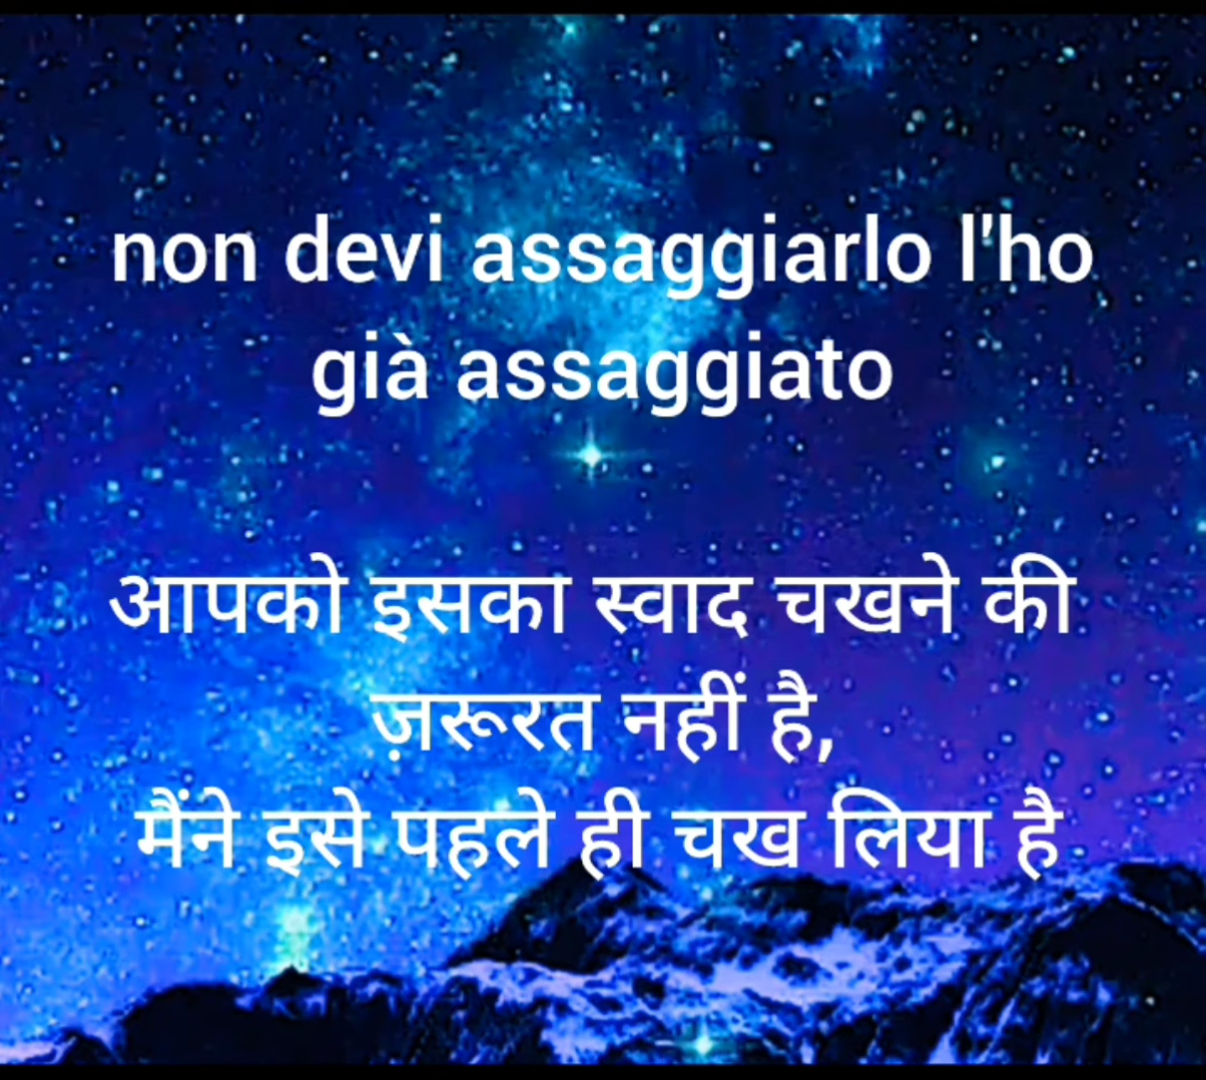 non devi assaggiarlo l'ho
già assaggiato
आपको इसका स्वाद चखने की
ज़रूरत नहीं है,
मैंने इसे पहले ही चख लिया है